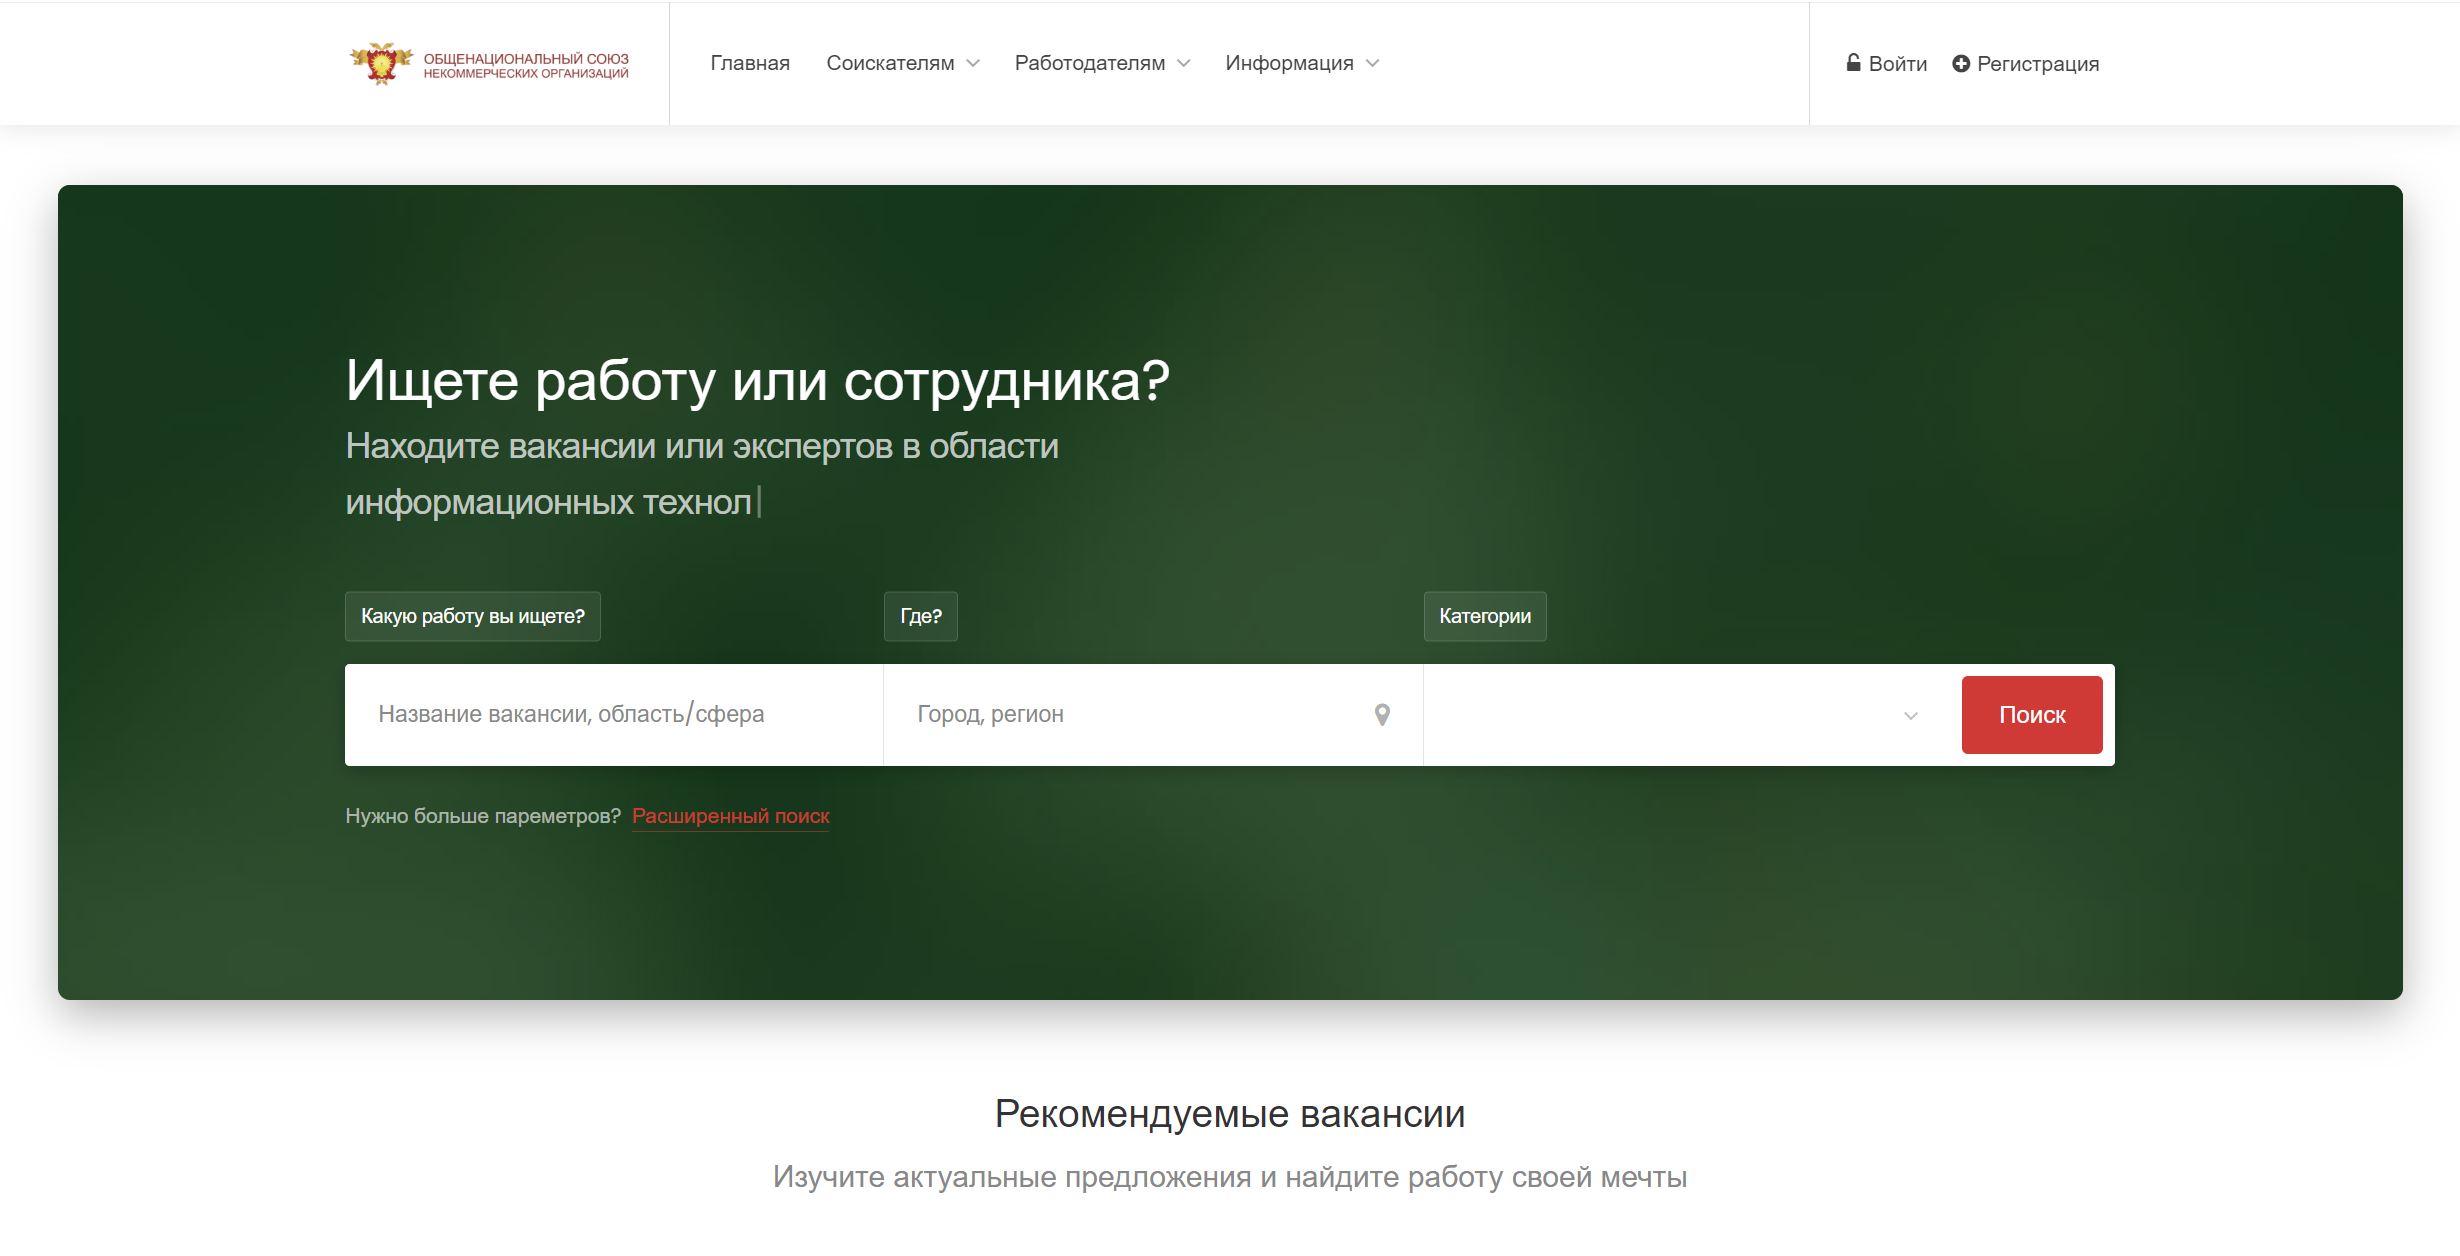 ОБЩЕНАЦИОНАЛЬНЫЙ СОЮЗ
НЕКОММЕРЧЕСКИХ ОРГАНИЗАЦИЙ
Главная
Соискателям
Работодателям
Информация
Войти
Регистрация
Ищете работу или сотрудника?
Находите вакансии или экспертов в области
информационных технол
Какую работу вы ищете?
Где?
Категории
Название вакансии, область/сфера
Город, регион
Поиск
Нужно больше пареметров? Расширенный поиск
Рекомендуемые вакансии
Изучите актуальные предложения и найдите работу своей мечты